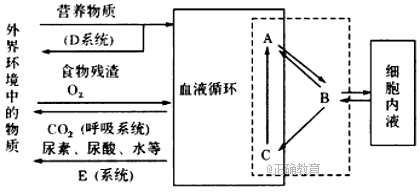 外界环境中的物质
营养物质
(D系统)
食物残渣
O₂
CO₂ (呼吸系统)
尿素、尿酸、水等
E (系统)
血液循环
A
B
C
细胞内液
@正确教育